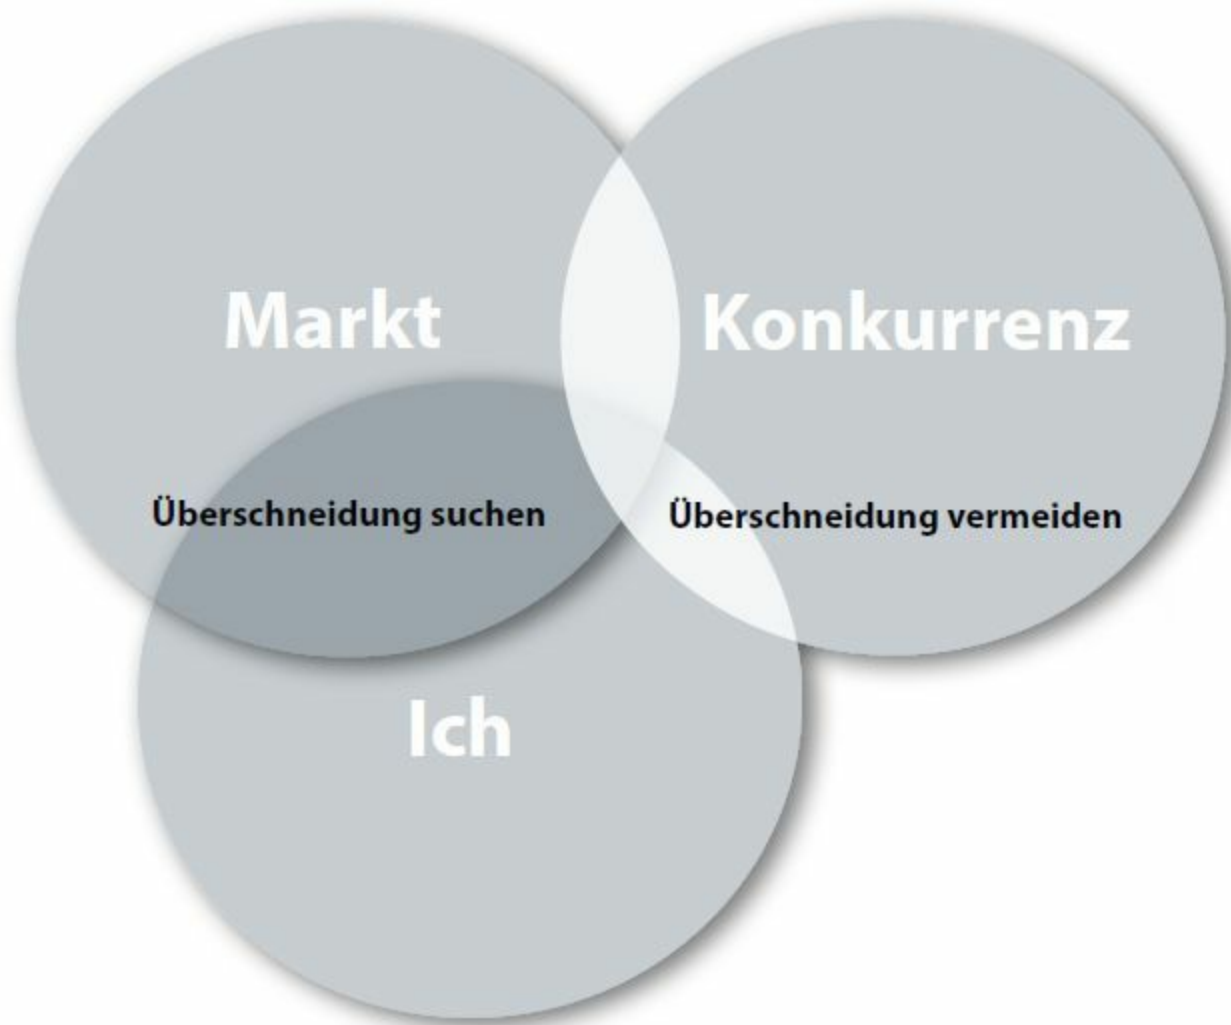 Markt
Konkurrenz
Überschneidung suchen
Überschneidung vermeiden
Ich